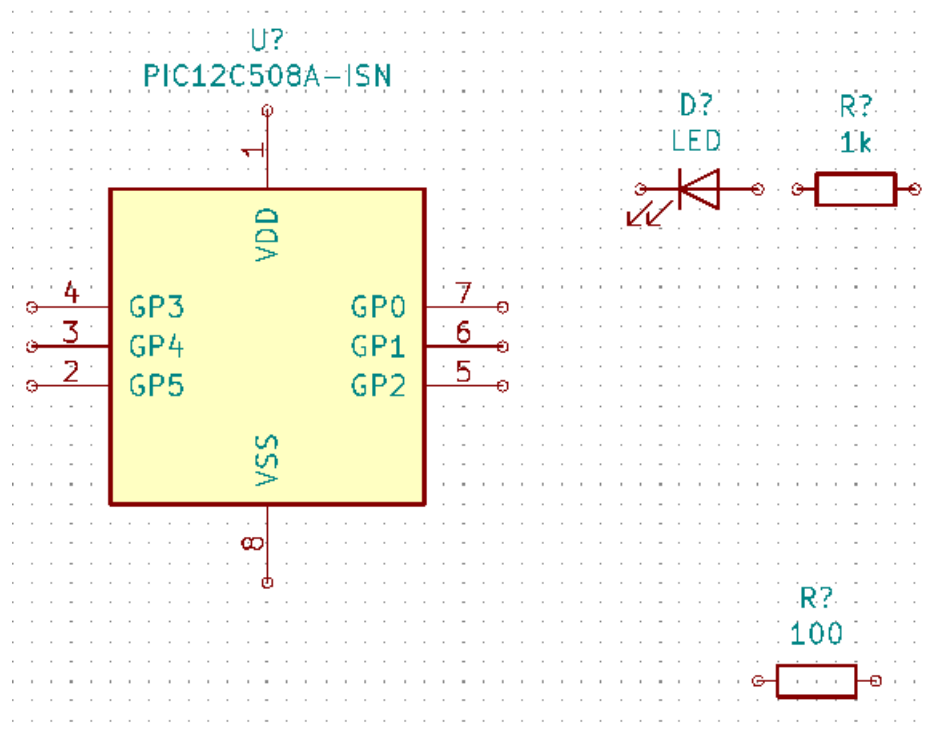 U?
PIC12C508A-ISN
D?
LED
R?
1k
1
VDD
4
GP3
GP0
7
3
GP4
GP1
6
2
GP5
GP2
5
VSS
8
R?
100